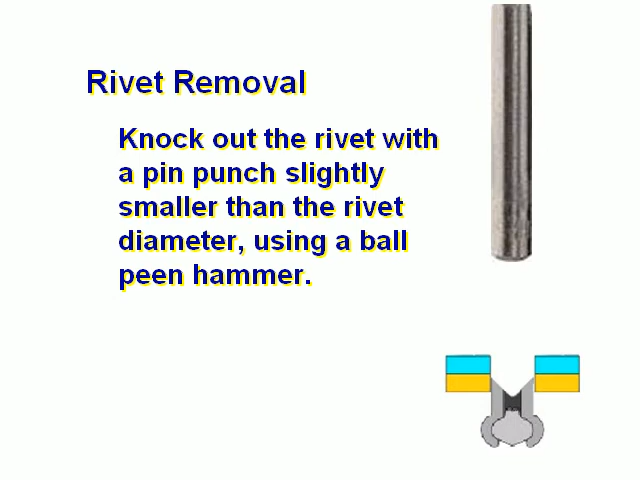 Rivet Removal
Knock out the rivet with
a pin punch slightly
smaller than the rivet
diameter, using a ball
peen hammer.